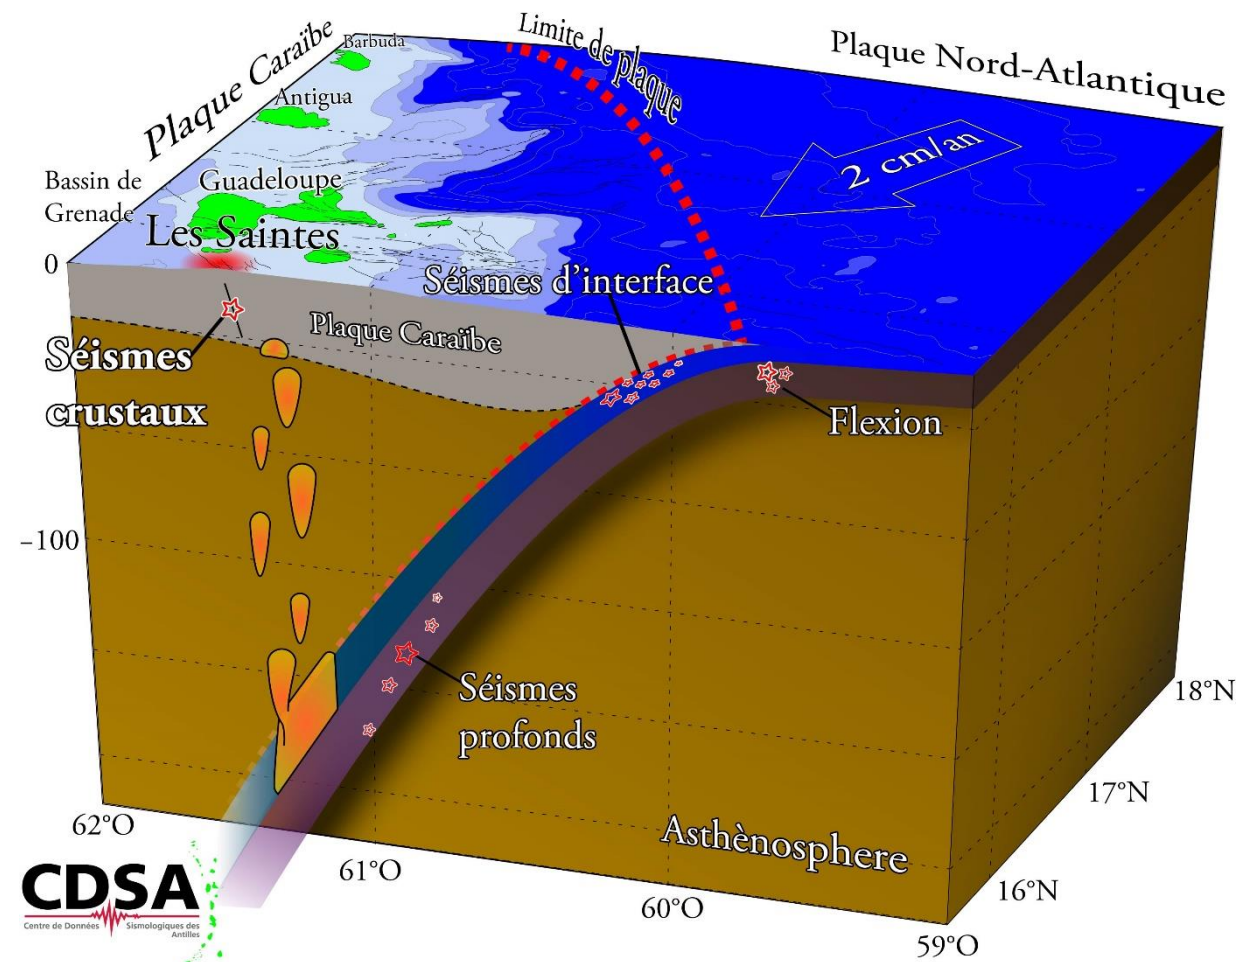 Limite de plaque
Plaque Nord-Atlantique
Plaque Caraïbe
Barbuda
Antigua
2 cm/an
Bassin de
Grenade
Guadeloupe
Les Saintes
0
Séismes d'interface
Plaque Caraïbe
Séismes
crustaux
Flexion
-100
Séismes
profonds
18°N
17°N
16°N
Asthènosphere
62°O
61°O
60°O
59°O
CDSA
Centre de Données Sismologiques des
Antilles